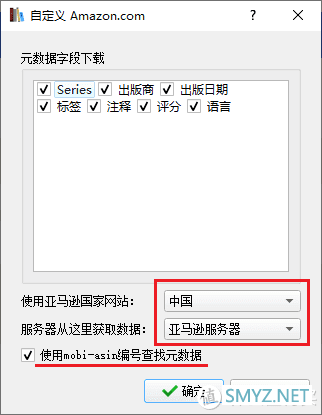 自定义 Amazon.com
元数据字段下载
Series 出版商 出版日期
标签 注释 评分 语言
使用亚马逊国家网站： 中国
服务器从这里获取数据： 亚马逊服务器
使用mobi-asin编号查找元数据
确定
SMYZ.NET